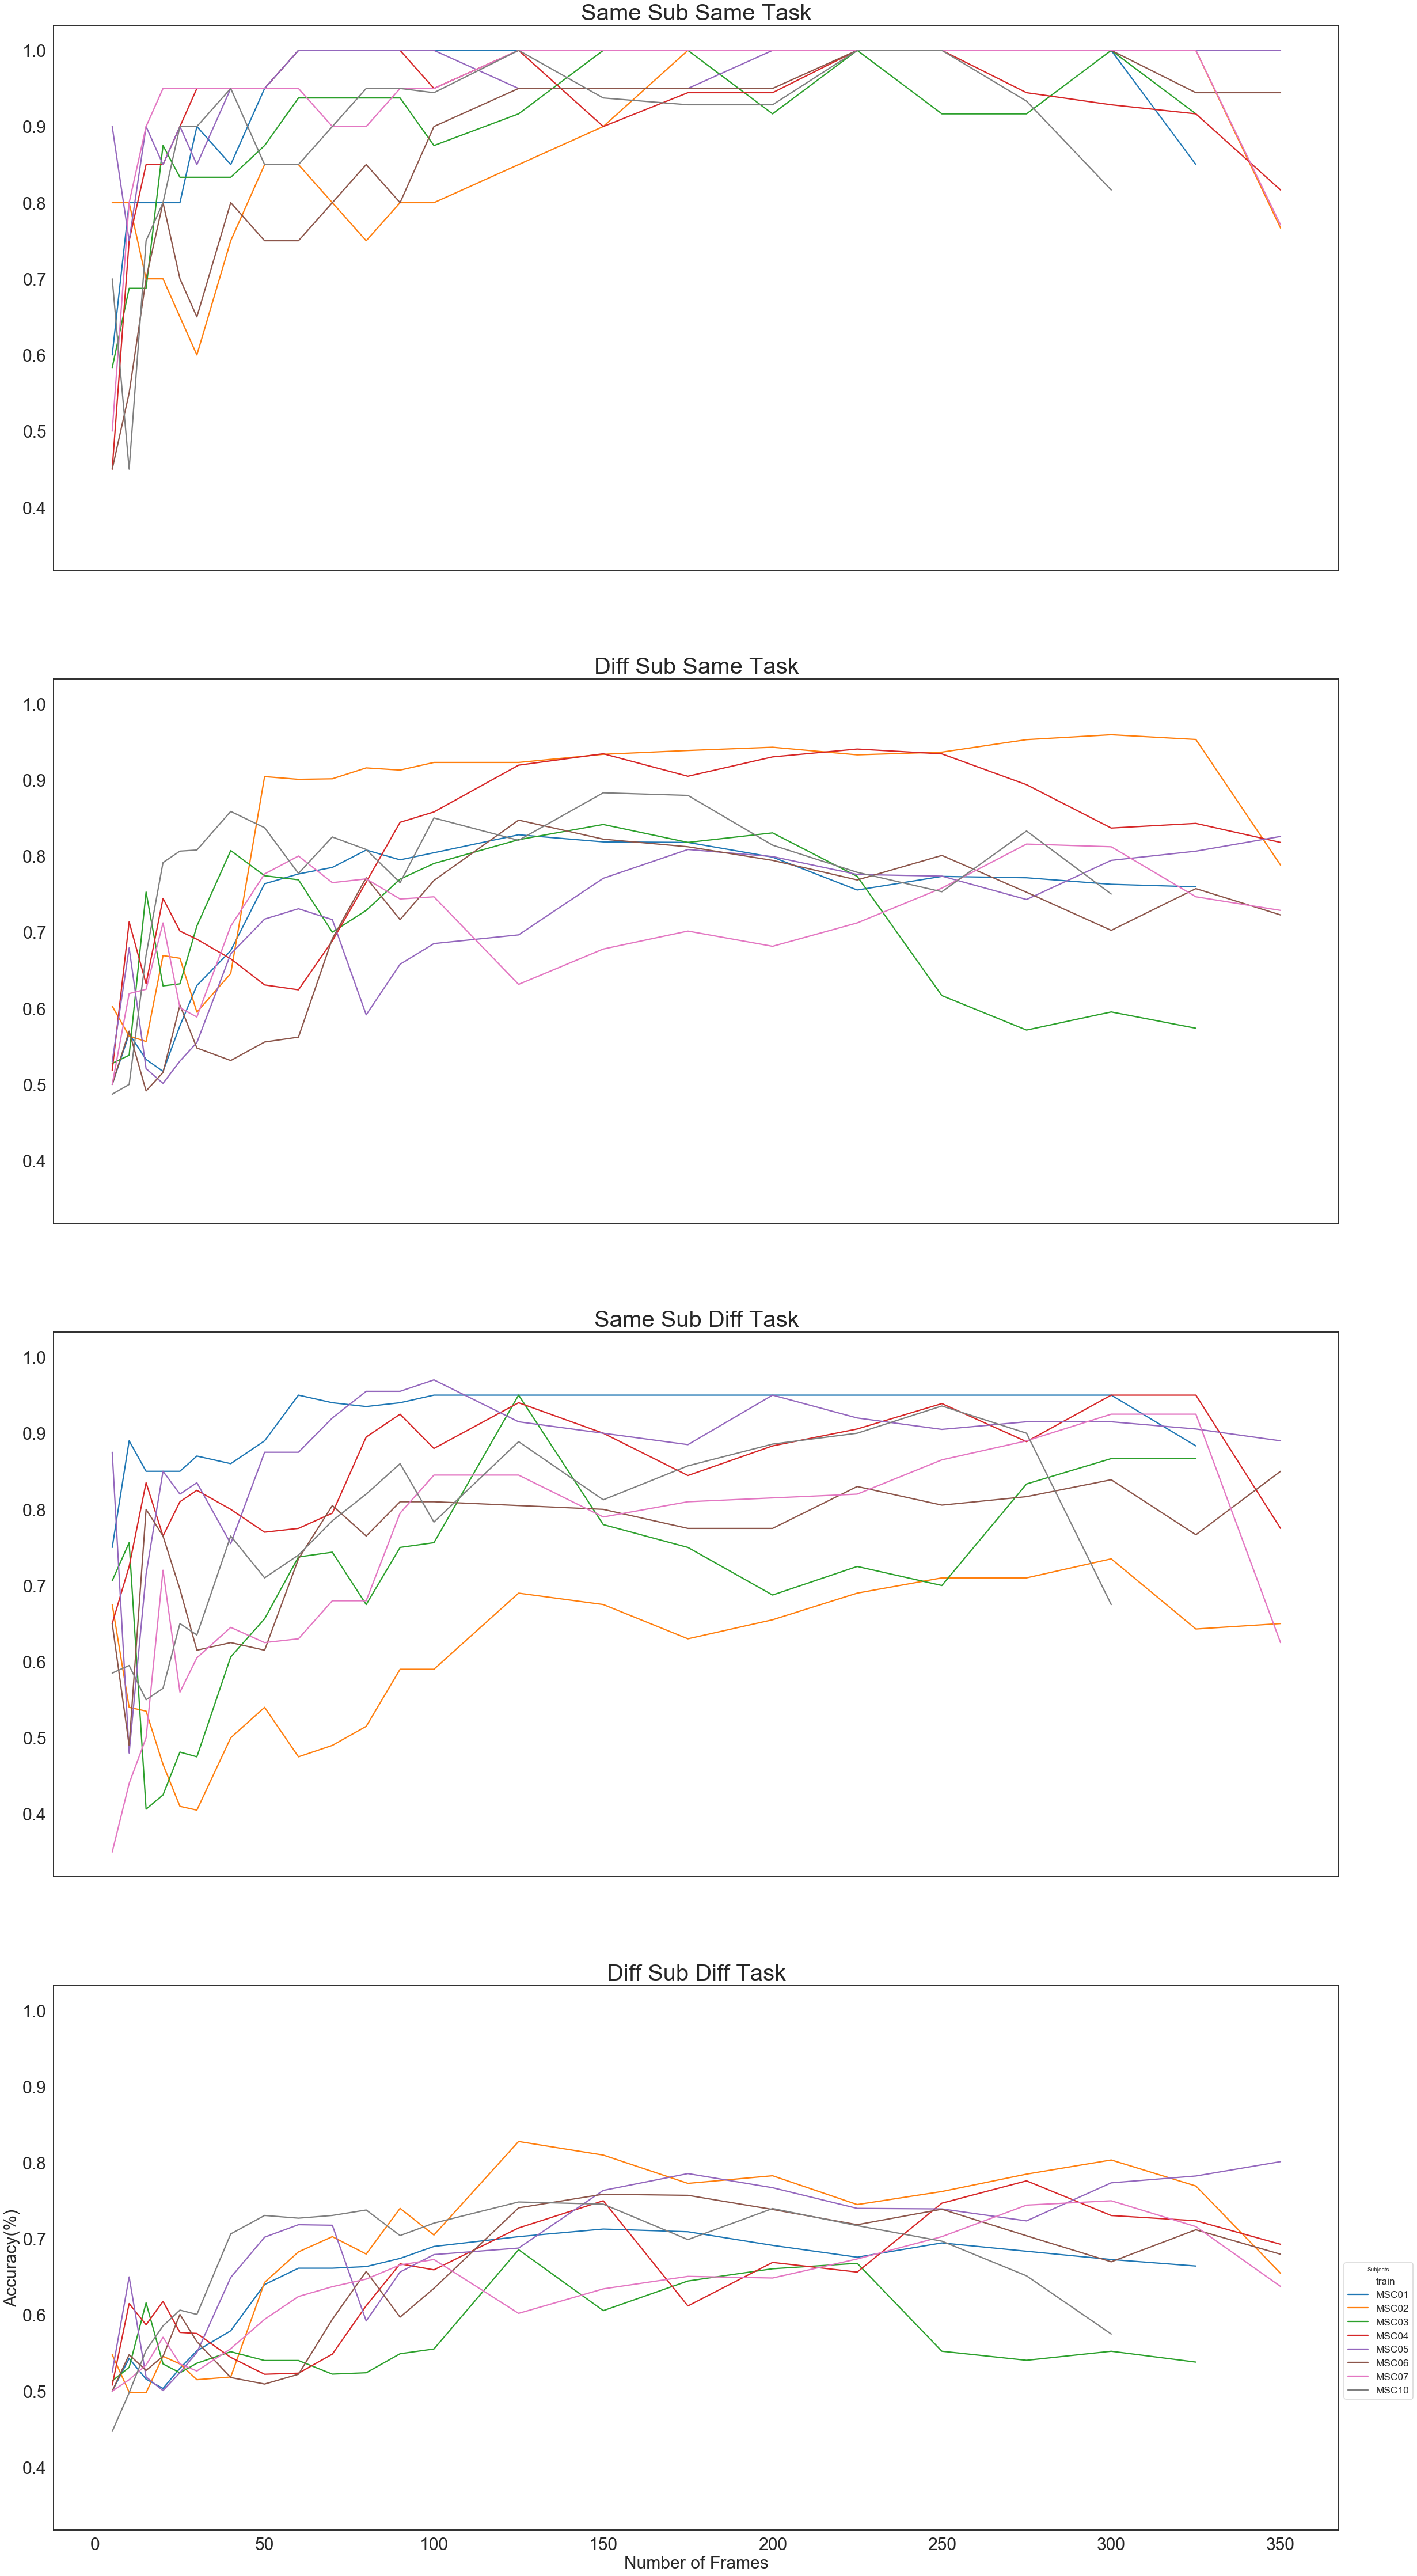 Same Sub Same Task
1.0
0.9
0.8
0.7
0.6
0.5
0.4
Diff Sub Same Task
1.0
0.9
0.8
0.7
0.6
0.5
0.4
Same Sub Diff Task
1.0
0.9
0.8
0.7
0.6
0.5
0.4
Diff Sub Diff Task
1.0
0.9
0.8
0.7
0.6
0.5
0.4
Accuracy(%)
0 50 100 150 200 250 300 350
Number of Frames
Subjects
train
MSC01
MSC02
MSC03
MSC04
MSC05
MSC06
MSC07
MSC10